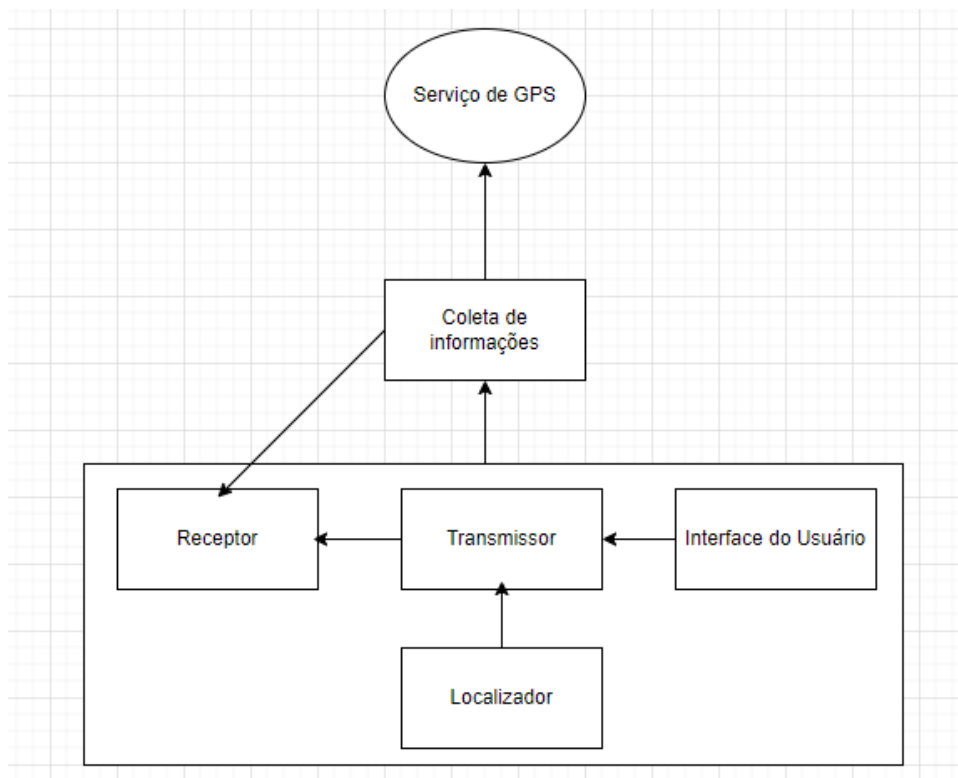 Serviço de GPS
Coleta de
informações
Receptor
Transmissor
Interface do Usuário
Localizador